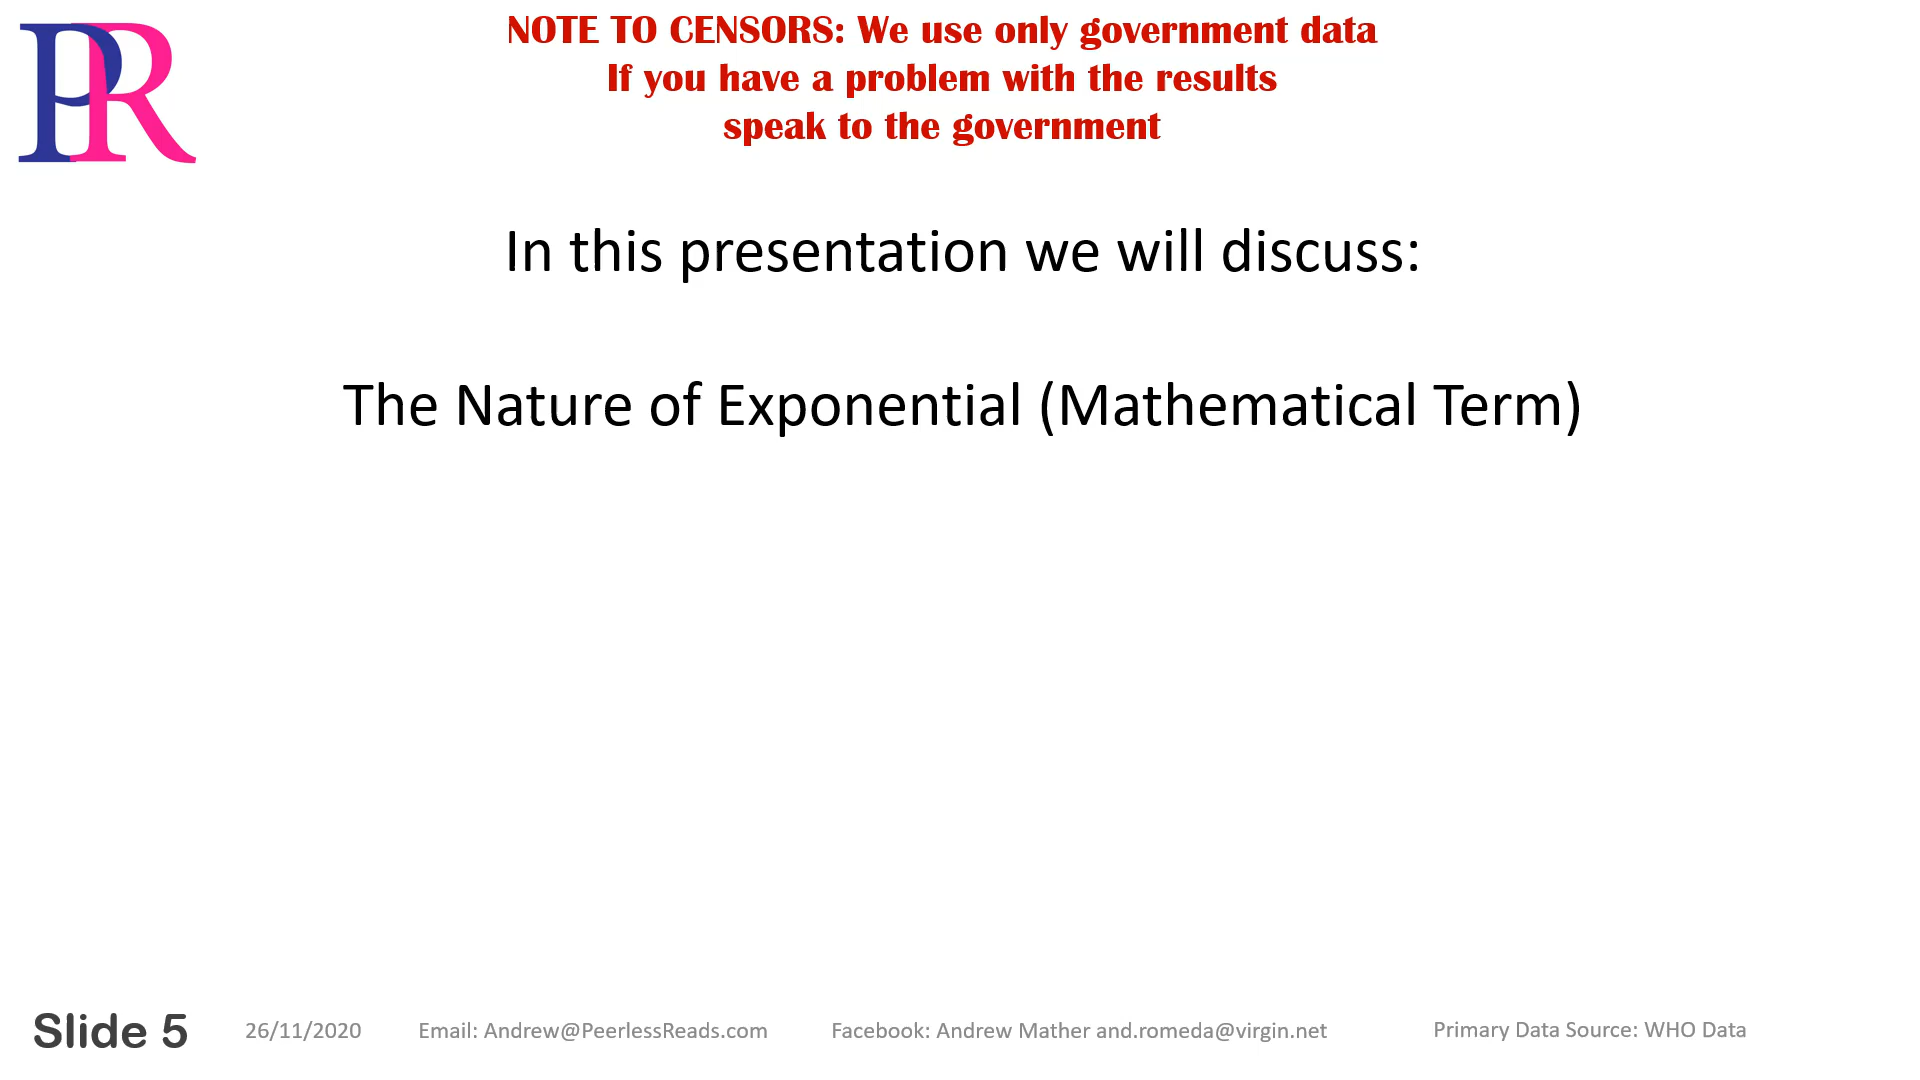 PR
NOTE TO CENSORS: We use only government data
If you have a problem with the results
speak to the government
In this presentation we will discuss:
The Nature of Exponential (Mathematical Term)
Slide 5 26/11/2020 Email: Andrew@PeerlessReads.com Facebook: Andrew Mather and.romeda@virgin.net Primary Data Source: WHO Data